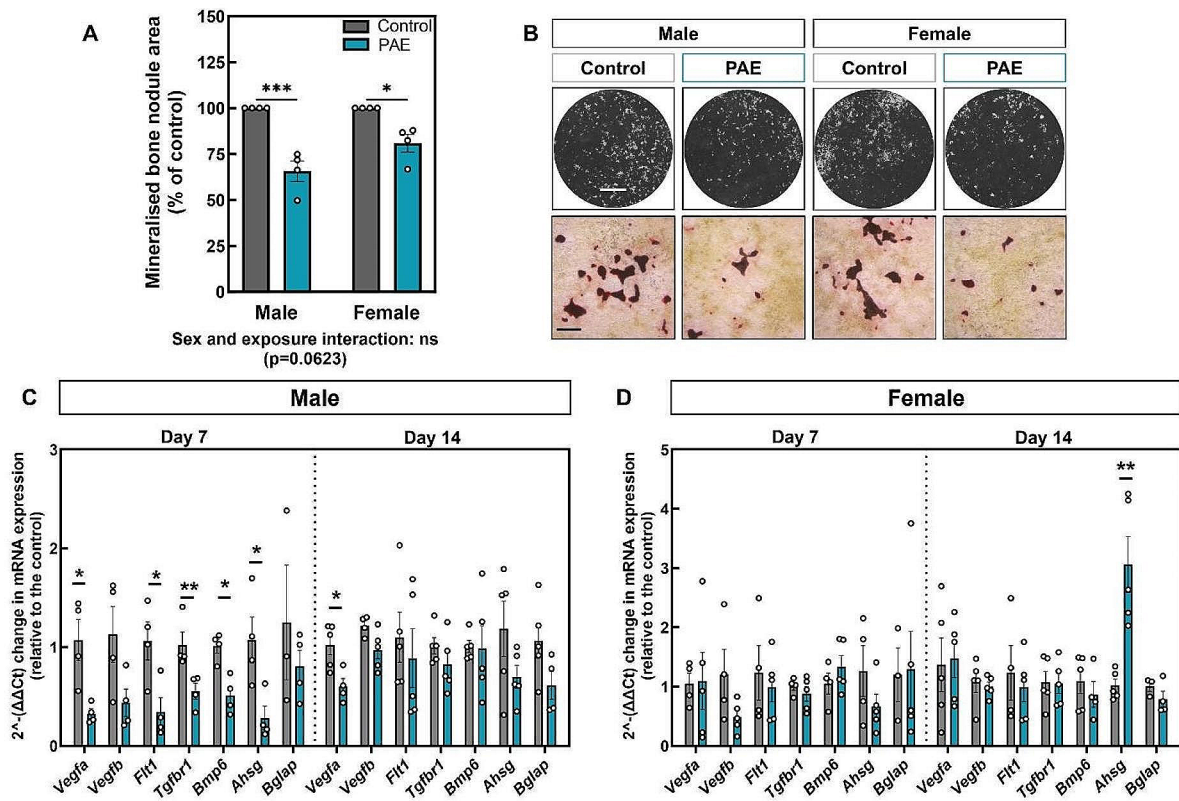 A
150
125
100
75
50
25
0
Mineralised bone nodule area
(% of control)
Control
PAE
***
*
Male
Female
Sex and exposure interaction: ns
(p=0.0623)
B
Male
Female
Control
PAE
Control
PAE
C
Male
Day 7
Day 14
3
2
1
0
2^-(ΔΔCt) change in mRNA expression
(relative to the control)
*
*
**
*
*
*
Vegfa
Vegfb
Flt1
Tgfbr1
Bmp6
Ahsg
Bglap
Vegfa
Vegfb
Flt1
Tgfbr1
Bmp6
Ahsg
Bglap
D
Female
Day 7
Day 14
5
4
3
2
1
0
2^-(ΔΔCt) change in mRNA expression
(relative to the control)
**
Vegfa
Vegfb
Flt1
Tgfbr1
Bmp6
Ahsg
Bglap
Vegfa
Vegfb
Flt1
Tgfbr1
Bmp6
Ahsg
Bglap